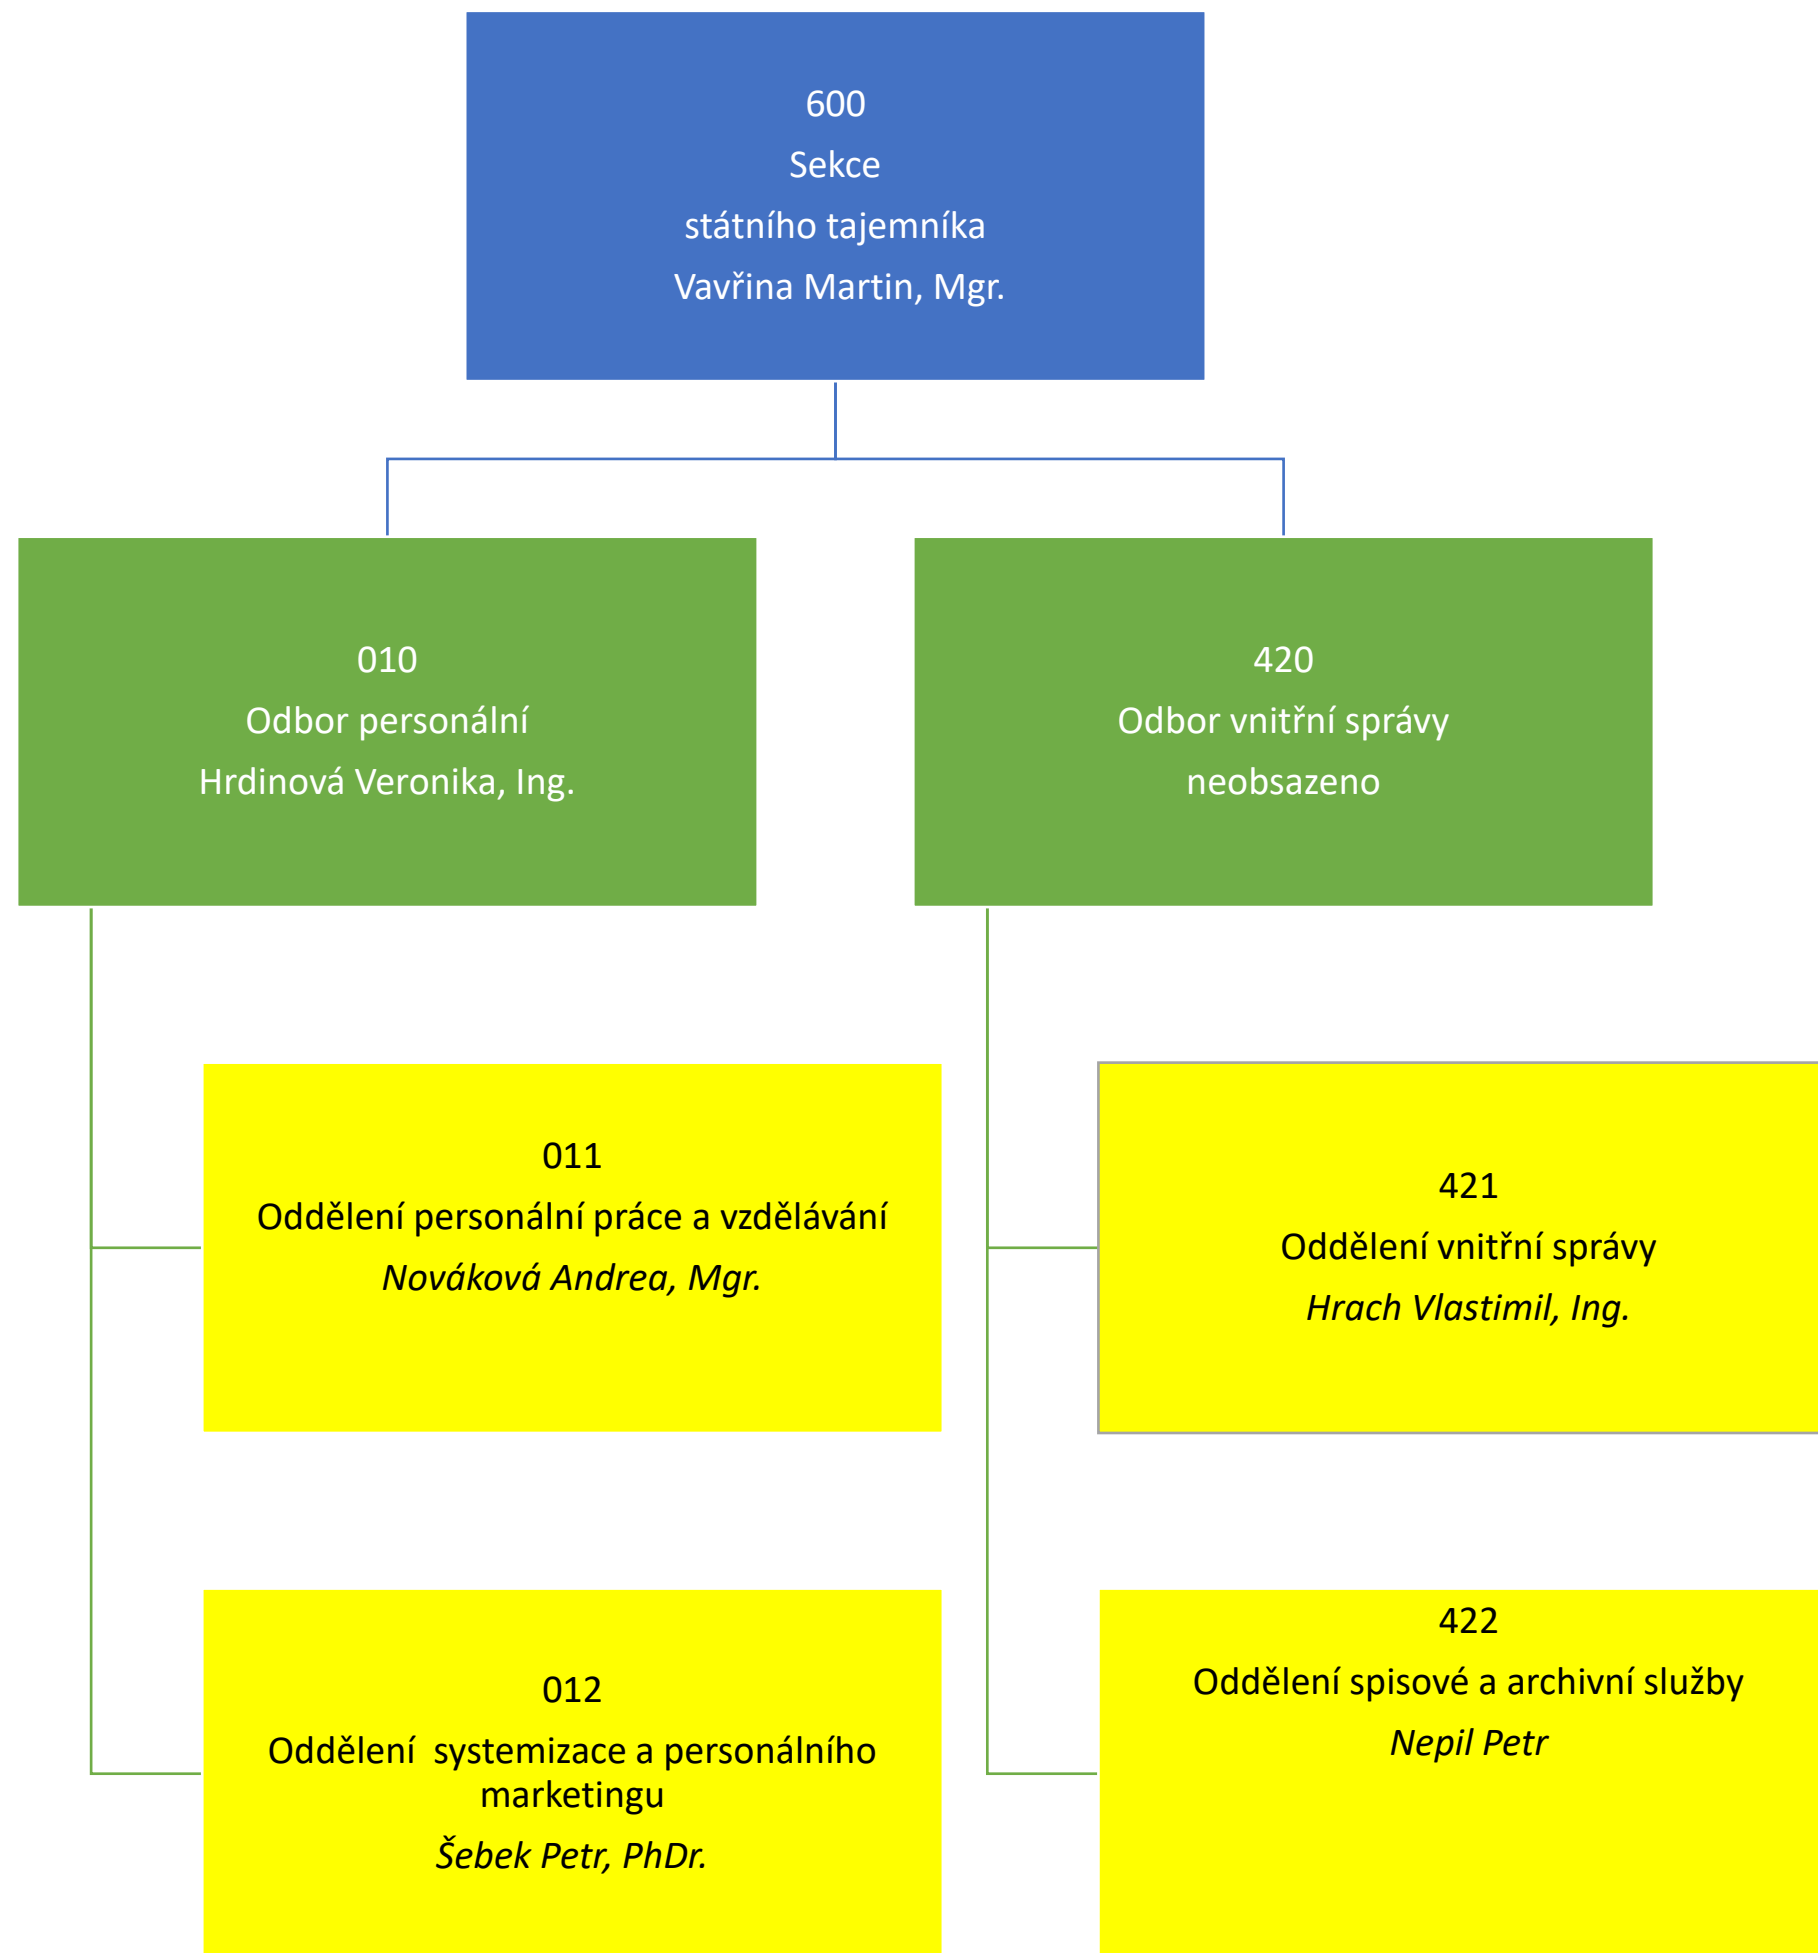 600
Sekce
státního tajemníka
Vavřina Martin, Mgr.
010
Odbor personální
Hrdinová Veronika, Ing.
420
Odbor vnitřní správy
neobsazeno
011
Oddělení personální práce a vzdělávání
Nováková Andrea, Mgr.
421
Oddělení vnitřní správy
Hrach Vlastimil, Ing.
012
Oddělení  systemizace a personálního
marketingu
Šebek Petr, PhDr.
422
Oddělení spisové a archivní služby
Nepil Petr